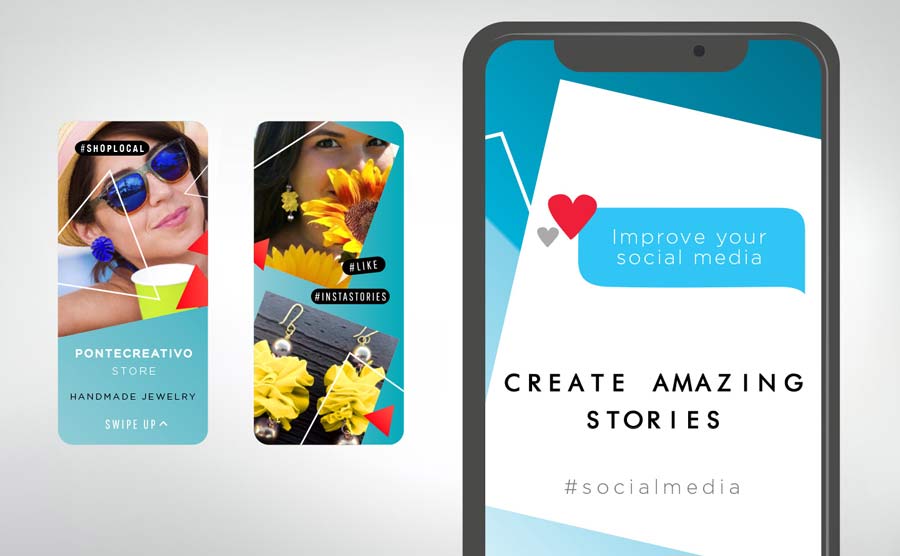 #SHOPLOCAL
PONTECREATIVO
STORE
HANDMADE JEWELRY
SWIPE UP
#LIKE
#INSTASTORIES
Improve your
social media
CREATE AMAZING
STORIES
#socialmedia